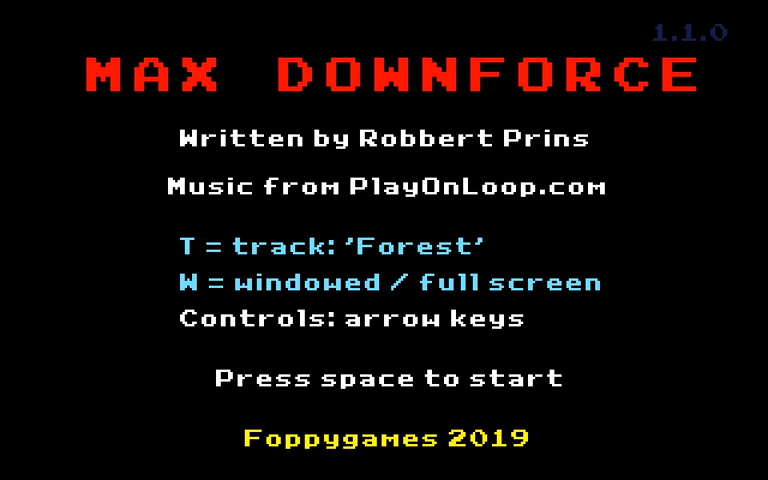 1.1.0
MAX DOWNFORCE
Written by Robbert Prins
Music from PlayOnLoop.com
T = track: 'Forest'
W = windowed / full screen
Controls: arrow keys
Press space to start
Foppygames 2019